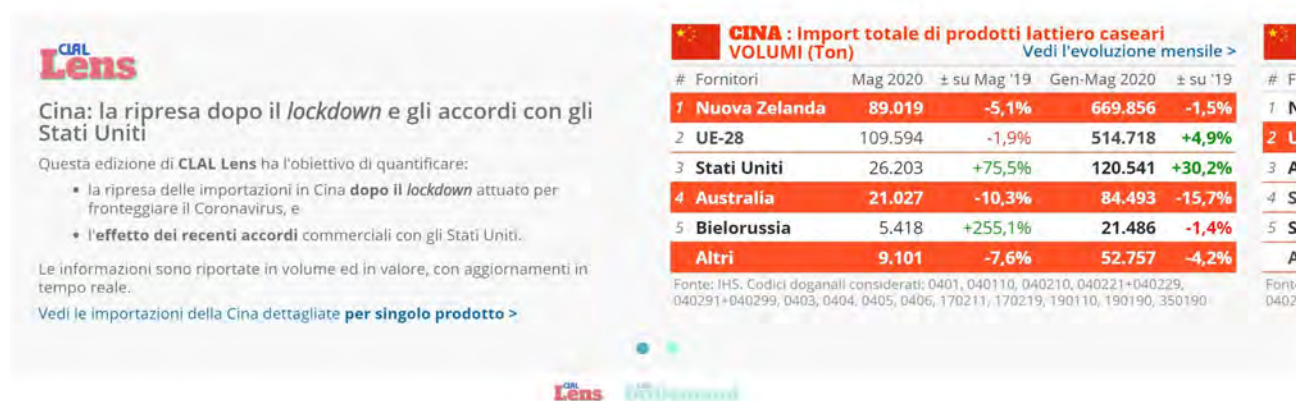 CLAL
Lens
Cina: la ripresa dopo il lockdown e gli accordi con gli
Stati Uniti
Questa edizione di CLAL Lens ha l'obiettivo di quantificare:
• la ripresa delle importazioni in Cina dopo il lockdown attuato per
fronteggiare il Coronavirus, e
• l'effetto dei recenti accordi commerciali con gli Stati Uniti.
Le informazioni sono riportate in volume ed in valore, con aggiornamenti in
tempo reale.
Vedi le importazioni della Cina dettagliate per singolo prodotto >
CINA : Import totale di prodotti lattiero caseari
VOLUMI (Ton) Vedi l'evoluzione mensile >
# Fornitori Mag 2020 ± su Mag '19 Gen-Mag 2020 ± su '19
1 Nuova Zelanda 89.019 -5,1% 669.856 -1,5%
2 UE-28 109.594 -1,9% 514.718 +4,9%
3 Stati Uniti 26.203 +75,5% 120.541 +30,2%
4 Australia 21.027 -10,3% 84.493 -15,7%
5 Bielorussia 5.418 +255,1% 21.486 -1,4%
Altri 9.101 -7,6% 52.757 -4,2%
Fonte: IHS. Codici doganali considerati: 0401, 040110, 040210, 040221+040229,
040291+040299, 0403, 0404, 0405, 0406, 170211, 170219, 190110, 190190, 350190
# F
1 N
2 U
3 A
4 S
5 S
A
Font
0402
CLAL
Lens